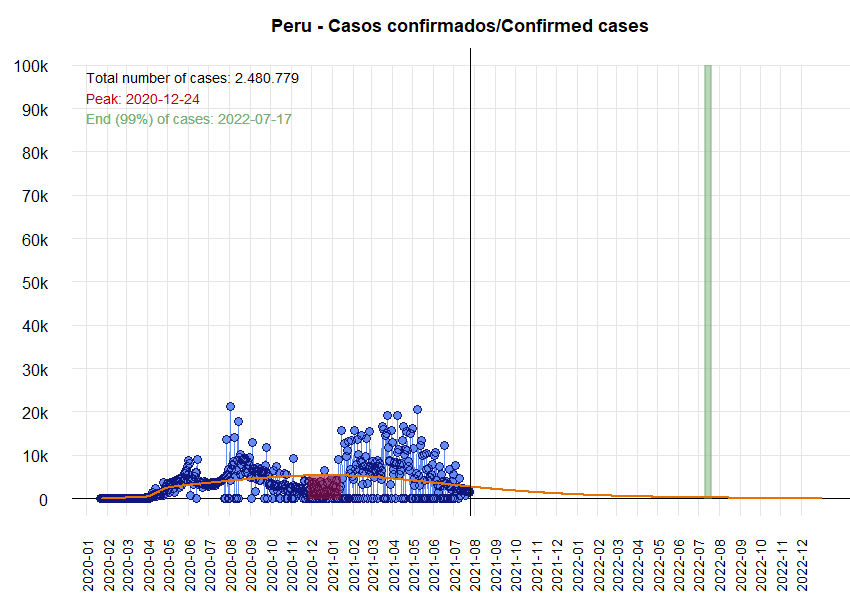 Peru - Casos confirmados/Confirmed cases
100k
90k
80k
70k
60k
50k
40k
30k
20k
10k
0
Total number of cases: 2.480.779
Peak: 2020-12-24
End (99%) of cases: 2022-07-17
2020-01
2020-02
2020-03
2020-04
2020-05
2020-06
2020-07
2020-08
2020-09
2020-10
2020-11
2020-12
2021-01
2021-02
2021-03
2021-04
2021-05
2021-06
2021-07
2021-08
2021-09
2021-10
2021-11
2021-12
2022-01
2022-02
2022-03
2022-04
2022-05
2022-06
2022-07
2022-08
2022-09
2022-10
2022-11
2022-12